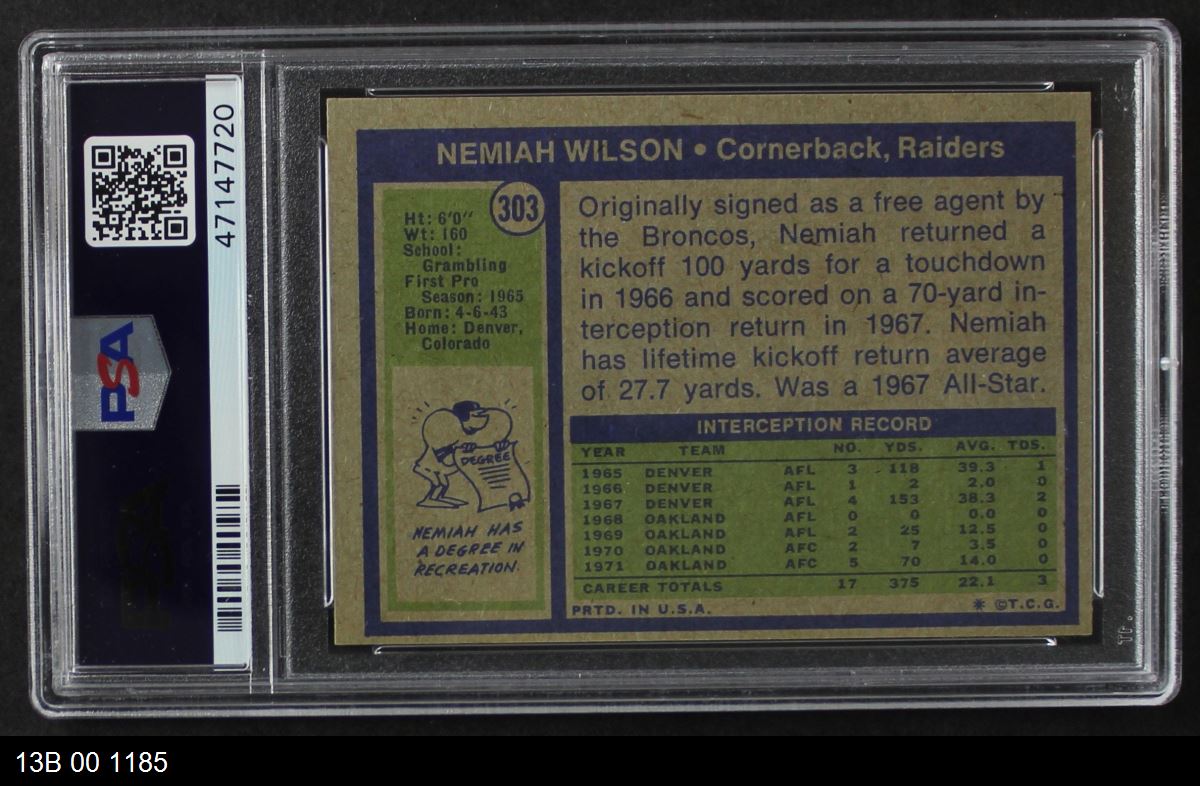 47147720
PSA
NEMIAH WILSON • Cornerback, Raiders
303
Ht: 6'0"
Wt: 160
School:
Grambling
First Pro
Season: 1965
Born: 4-6-43
Home: Denver,
Colorado
DEGREE
NEMIAH HAS
A DEGREE IN
RECREATION.
Originally signed as a free agent by
the Broncos, Nemiah returned a
kickoff 100 yards for a touchdown
in 1966 and scored on a 70-yard in-
terception return in 1967. Nemiah
has lifetime kickoff return average
of 27.7 yards. Was a 1967 All-Star.
INTERCEPTION RECORD
YEAR TEAM NO. YDS. AVG. TDS.
1965 DENVER AFL 3 118 39.3 1
1966 DENVER AFL 1 2 2.0 0
1967 DENVER AFL 4 153 38.3 2
1968 OAKLAND AFL 0 0 0.0 0
1969 OAKLAND AFL 2 25 12.5 0
1970 OAKLAND AFC 2 7 3.5 0
1971 OAKLAND AFC 5 70 14.0 0
CAREER TOTALS 17 375 22.1 3
PRTD. IN U.S.A. * ©T.C.G.
13B 00 1185